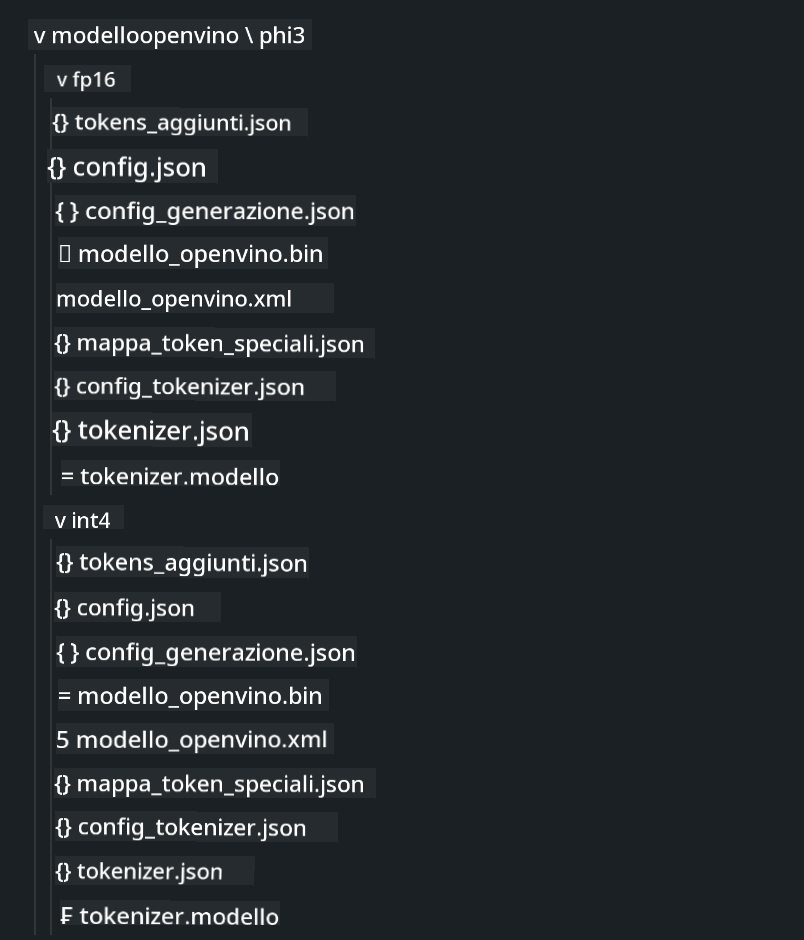 v modelloopenvino \ phi3
v fp16
{} tokens_aggiunti.json
{} config.json
{ } config_generazione.json
▯ modello_openvino.bin
modello_openvino.xml
{} mappa_token_speciali.json
{} config_tokenizer.json
{} tokenizer.json
= tokenizer.modello
v int4
{} tokens_aggiunti.json
{} config.json
{ } config_generazione.json
= modello_openvino.bin
5 modello_openvino.xml
{} mappa_token_speciali.json
{} config_tokenizer.json
{} tokenizer.json
₣ tokenizer.modello